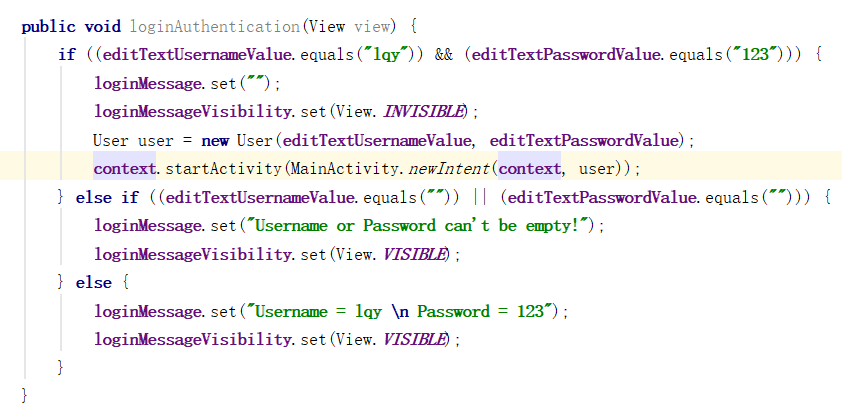 public void loginAuthentication(View view) {
    if ((editTextUsernameValue.equals("lqy")) && (editTextPasswordValue.equals("123"))) {
        loginMessage.set("");
        loginMessageVisibility.set(View.INVISIBLE);
        User user = new User(editTextUsernameValue, editTextPasswordValue);
        context.startActivity(MainActivity.newIntent(context, user));
    } else if ((editTextUsernameValue.equals("")) || (editTextPasswordValue.equals(""))) {
        loginMessage.set("Username or Password can't be empty!");
        loginMessageVisibility.set(View.VISIBLE);
    } else {
        loginMessage.set("Username = lqy \n Password = 123");
        loginMessageVisibility.set(View.VISIBLE);
    }
}